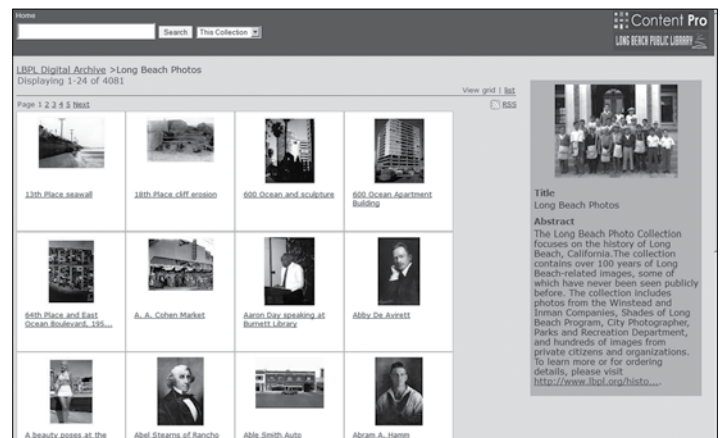 Home
Search This Collection
Content Pro
LONG BEACH PUBLIC LIBRARY
LBPL Digital Archive >Long Beach Photos
Displaying 1-24 of 4081
View grid | list
Page 1 2 3 4 5 Next
RSS
13th Place seawall
18th Place cliff erosion
600 Ocean and sculpture
600 Ocean Apartment
Building
64th Place and East
Ocean Boulevard, 195...
A. A. Cohen Market
Aaron Day speaking at
Burnett Library
Abby De Avirett
A beauty poses at the
Abel Stearns of Rancho
Able Smith Auto
Abram A. Hamm
Title
Long Beach Photos
Abstract
The Long Beach Photo Collection
focuses on the history of Long
Beach, California.The collection
contains over 100 years of Long
Beach-related images, some of
which have never been seen publicly
before. The collection includes
photos from the Winstead and
Inman Companies, Shades of Long
Beach Program, City Photographer,
Parks and Recreation Department,
and hundreds of images from
private citizens and organizations.
To learn more or for ordering
details, please visit
http://www.lbpl.org/histo....